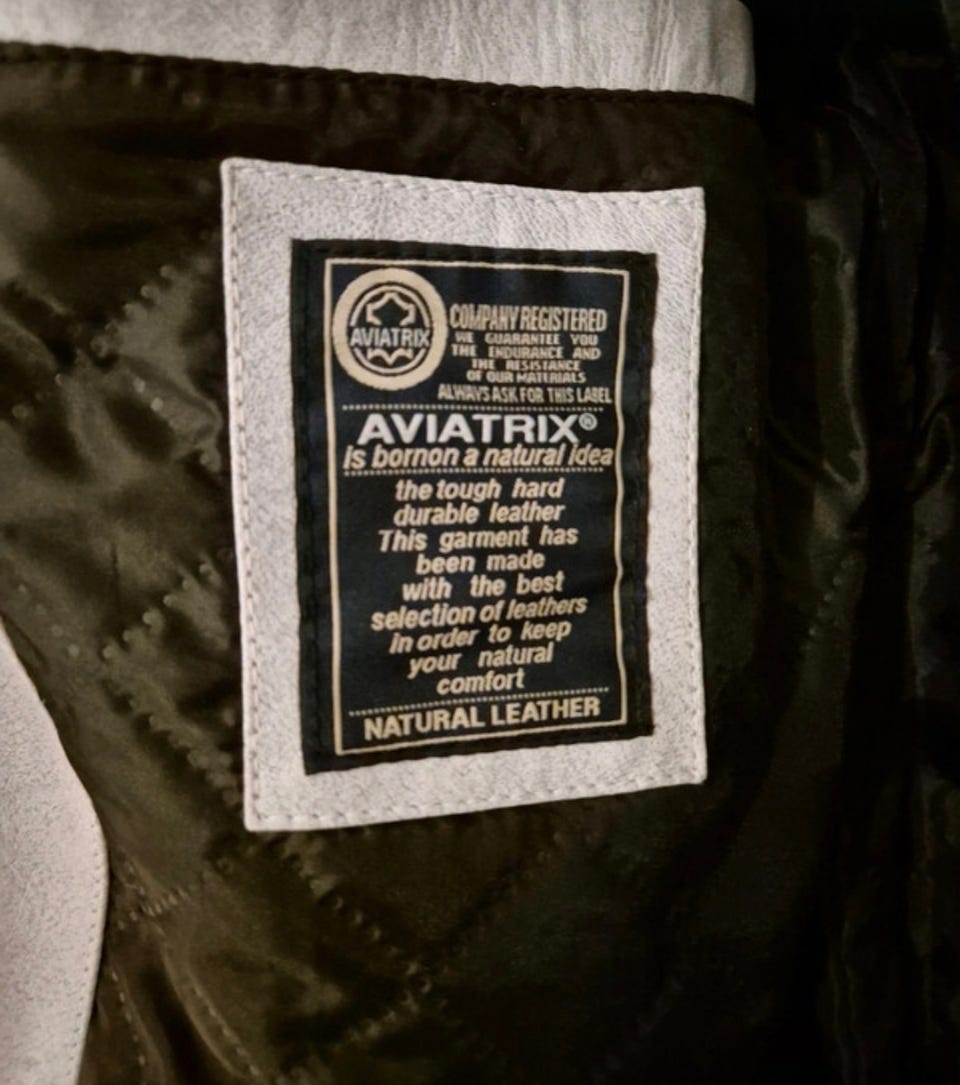 AVIATRIX
COMPANY REGISTERED
WE GUARANTEE YOU
THE ENDURANCE AND
THE RESISTANCE
OF OUR MATERIALS
ALWAYS ASK FOR THIS LABEL
AVIATRIX®
is bornon a natural idea
the tough hard
durable leather
This garment has
been made
with the best
selection of leathers
in order to keep
your natural
comfort
NATURAL LEATHER